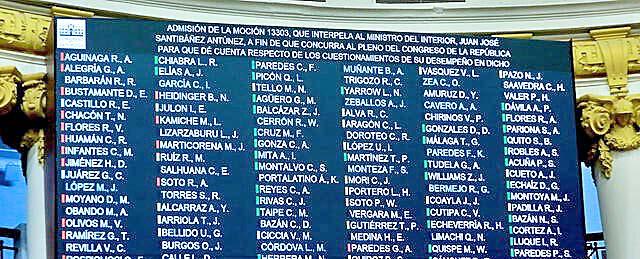 ADMISIÓN DE LA MOCIÓN 13303, QUE INTERPELA AL MINISTRO DEL INTERIOR, JUAN JOSÉ
SANTIBÁÑEZ ANTÚNEZ, A FIN DE QUE CONCURRA AL PLENO DEL CONGRESO DE LA REPÚBLICA
PARA QUE DÉ CUENTA RESPECTO DE LOS CUESTIONAMIENTOS DE SU DESEMPEÑO EN DICHO
AGUINAGA R., A.
ALEGRÍA G., A.
BARBARÁN R., R.
BUSTAMANTE D., E.
CASTILLO R., E.
CHACÓN T., N.
FLORES R., V.
HUAMÁN C., R.
INFANTES C., M.
JIMÉNEZ H., D.
JUÁREZ G., C.
LÓPEZ M., J.
MOYANO D., M.
OBANDO M., A.
OLIVOS M., V.
RAMÍREZ G., T.
REVILLA V., C.
CHIABRA L., R.
ELÍAS A., J.
GARCÍA C., I.
HEIDINGER B., N.
JULON I., E.
KAMICHE M., L.
LIZARZABURU L., J.
MARTICORENA M., J.
RUÍZ R., M.
SALHUANA C., E.
SOTO R., A.
TORRES S., R.
ALCARRAZ A., Y.
ARRIOLA T., J.
BELLIDO U., G.
BURGOS O., J.
PAREDES C., F.
PICÓN Q., L.
TELLO M., N.
AGÜERO G., M.
BALCÁZAR Z., J.
CERRÓN R., W.
CRUZ M., F.
GONZA C., A.
MITA A., I.
MONTALVO C., S.
PORTALATINO Á., K.
REYES C., A.
RIVAS C., J.
TAIPE C., M.
BAZÁN C., D.
CICCIA V., M.
CÓRDOVA L., M.
MUÑANTE B., A.
TRIGOZO R., C.
YARROW L., N.
ZEBALLOS A., J.
ALVA R., C.
ARAGÓN C., L.
DOROTEO C., R.
LÓPEZ U., I.
MARTÍNEZ T., P.
MONTEZA F., S.
MORI C., J.
PORTERO L., H.
SOTO P., W.
VERGARA M., E.
GUTIÉRREZ T., P.
MEDINA H., E.
PAREDES G., A.
VÁSQUEZ V., L.
ZEA C., O.
AMURUZ D., Y.
CAVERO A., A.
CHIRINOS V., P.
GONZALES D., D.
MÁLAGA T., G.
PAREDES F., K.
TUDELA G., A.
WILLIAMS Z., J.
BERMEJO R., G.
COAYLA J., J.
CUTIPA C., V.
ECHEVERRÍA R., H.
LIMACHI Q., N.
QUISPE M., W.
PAZO N., J.
SAAVEDRA C., H.
VALER P., H.
DÁVILA A., P.
FLORES R., A.
PARIONA S., A.
QUITO S., B.
ROBLES A., S.
ACUÑA P., S.
CUETO A., J.
ECHAÍZ D., G.
MONTOYA M., J.
PADILLA R., J.
BAZÁN N., S.
CORTEZ A., I.
LUQUE I., R.
PAREDES P., S.